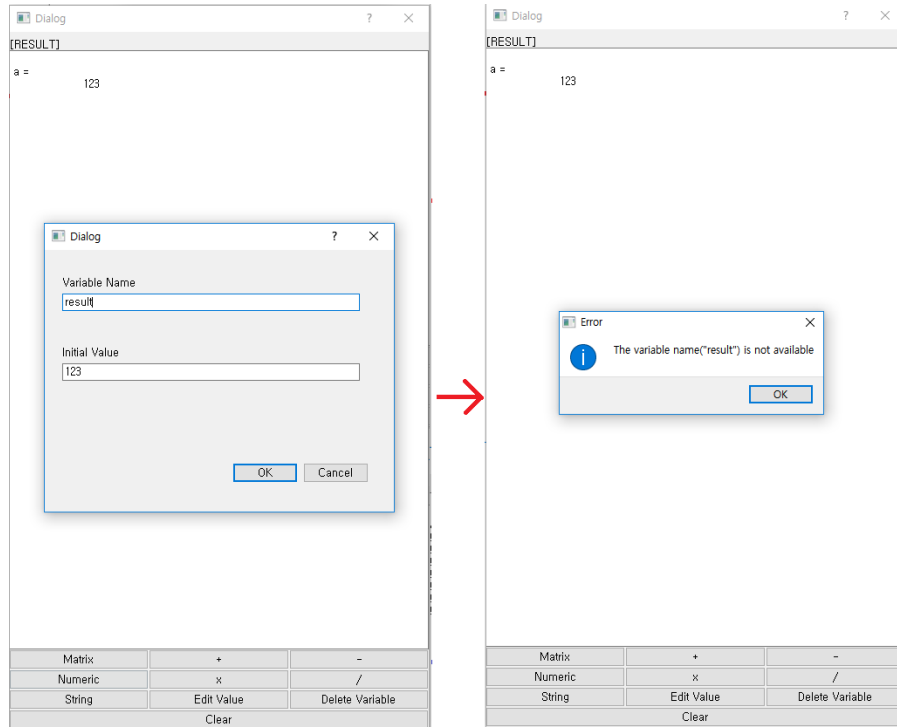 Dialog
[RESULT]
a =
123
Dialog
Variable Name
result
Initial Value
123
OK Cancel
Matrix + -
Numeric x /
String Edit Value Delete Variable
Clear
Dialog
[RESULT]
a =
123
Error
The variable name("result") is not available
OK
Matrix + -
Numeric x /
String Edit Value Delete Variable
Clear